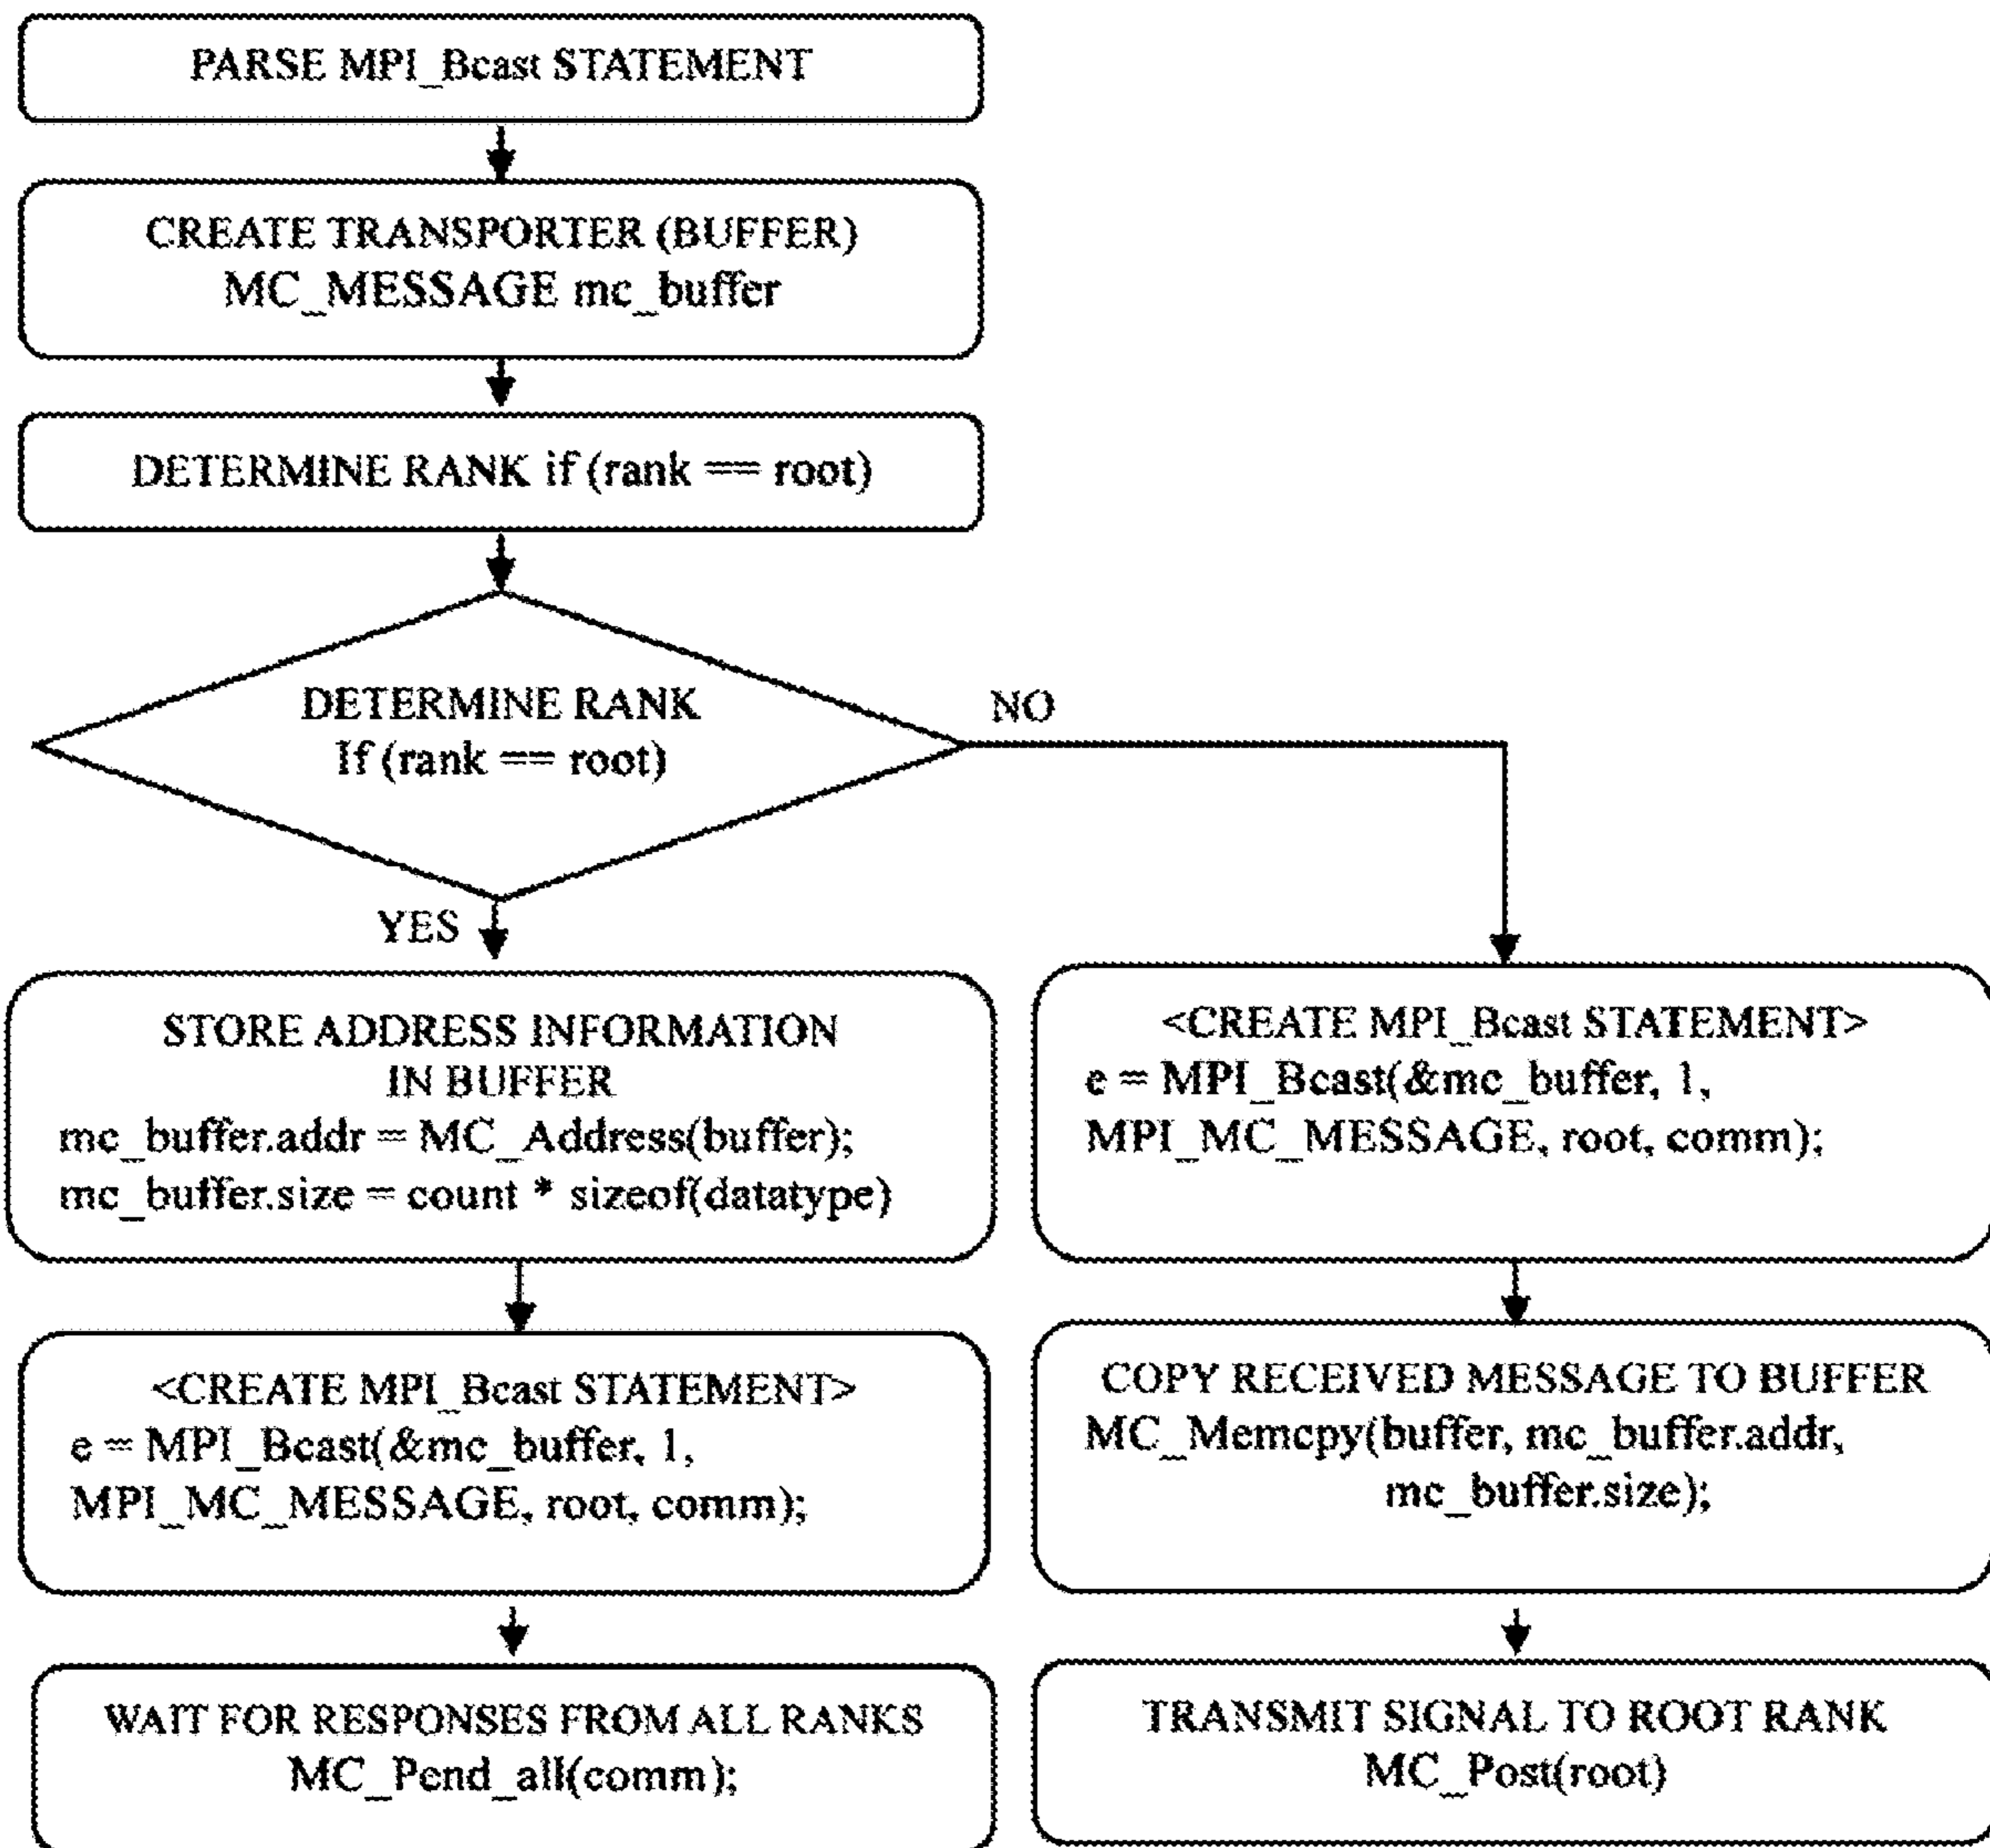 PARSE MPI_Bcast STATEMENT
CREATE TRANSPORTER (BUFFER)
MC_MESSAGE mc_buffer
DETERMINE RANK if (rank == root)
DETERMINE RANK
If (rank == root)
NO
YES
STORE ADDRESS INFORMATION
IN BUFFER
mc_buffer.addr = MC_Address(buffer);
mc_buffer.size = count * sizeof(datatype)
<CREATE MPI_Bcast STATEMENT>
e = MPI_Bcast(&mc_buffer, 1,
MPI_MC_MESSAGE, root, comm);
WAIT FOR RESPONSES FROM ALL RANKS
MC_Pend_all(comm);
<CREATE MPI_Bcast STATEMENT>
e = MPI_Bcast(&mc_buffer, 1,
MPI_MC_MESSAGE, root, comm);
COPY RECEIVED MESSAGE TO BUFFER
MC_Memcpy(buffer, mc_buffer.addr,
mc_buffer.size);
TRANSMIT SIGNAL TO ROOT RANK
MC_Post(root)